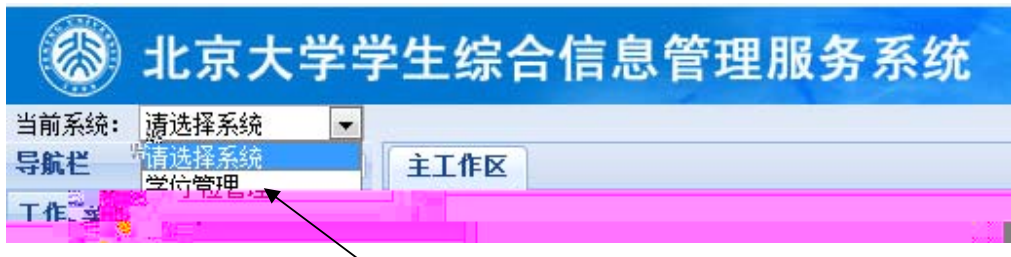 北京大学学生综合信息管理服务系统
当前系统： 请选择系统
导航栏 请选择系统 主工作区
学位管理
工作